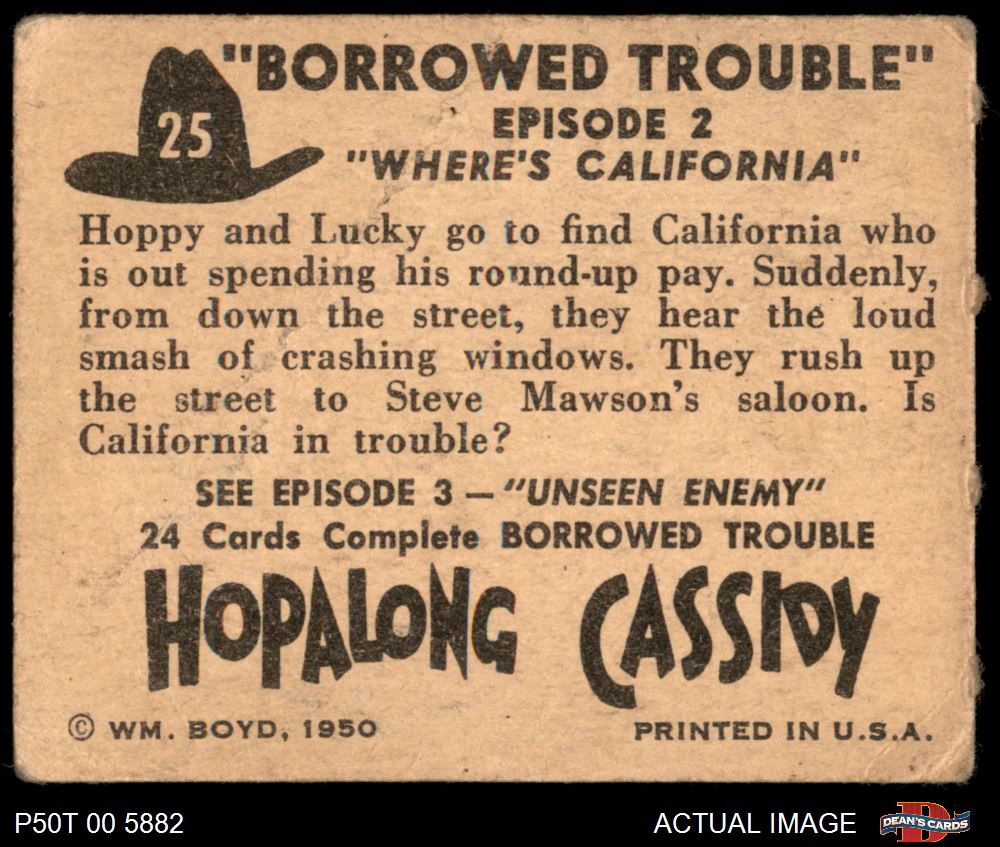 25
"BORROWED TROUBLE"
EPISODE 2
"WHERE'S CALIFORNIA"
Hoppy and Lucky go to find California who
is out spending his round-up pay. Suddenly,
from down the street, they hear the loud
smash of crashing windows. They rush up
the street to Steve Mawson's saloon. Is
California in trouble?
SEE EPISODE 3 — "UNSEEN ENEMY"
24 Cards Complete BORROWED TROUBLE
HOPALONG CASSIDY
© WM. BOYD, 1950 PRINTED IN U.S.A.
P50T 00 5882 ACTUAL IMAGE DEAN'S CARDS